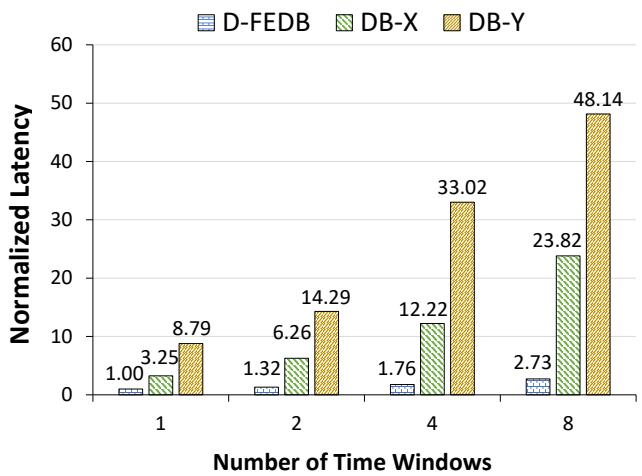 D-FEDB DB-X DB-Y
60
50
40
30
20
10
0
Normalized Latency
1.00 3.25 8.79
1.32 6.26 14.29
1.76 12.22 33.02
2.73 23.82 48.14
1 2 4 8
Number of Time Windows